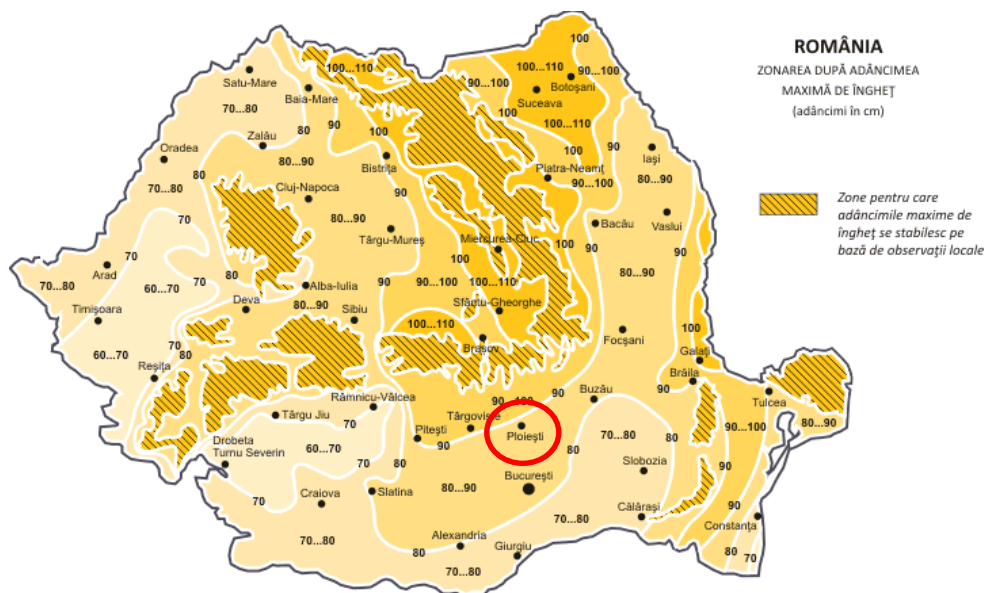 ROMÂNIA
ZONAREA DUPĂ ADÂNCIMEA
MAXIMĂ DE ÎNGHEȚ
(adâncimi în cm)
Zone pentru care
adâncimile maxime de
îngheț se stabilesc pe
bază de observații locale
100
100...110
90...100
100...110
90...100
Satu-Mare
Botoșani
Baia-Mare
Suceava
70...80
90
100
100...110
80
90
Zalău
100
Iași
Oradea
80...90
Bistrița
100
90
Piatra-Neamț
80...90
70...80
80
Cluj-Napoca
90...100
90
70
80...90
Bacău
Vaslui
Târgu-Mureș
Miercurea-Ciuc
100
90
90
70
100
80...90
Arad
70
80
90
90...100
100...110
70...80
60...70
Alba-Iulia
Deva
80...90
Sfântu-Gheorghe
Timișoara
Sibiu
100...110
100
Focșani
70
Brașov
60...70
80
Galați
Reșița
Brăila
90
90
Buzău
Râmnicu-Vâlcea
90
Tulcea
Târgu Jiu
70
Târgoviște
Ploiești
80...90
Pitești
90...100
90
70...80
Drobeta
Turnu Severin
60...70
80
70
80
Slobozia
90
București
Slatina
80...90
70
Craiova
90
Călărași
70...80
70...80
Constanța
Alexandria
80
Giurgiu
80
70
70...80